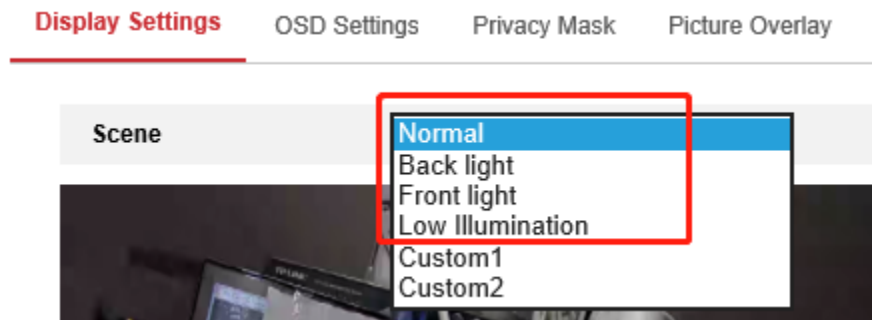 Display Settings OSD Settings Privacy Mask Picture Overlay
Scene
Normal
Back light
Front light
Low Illumination
Custom1
Custom2